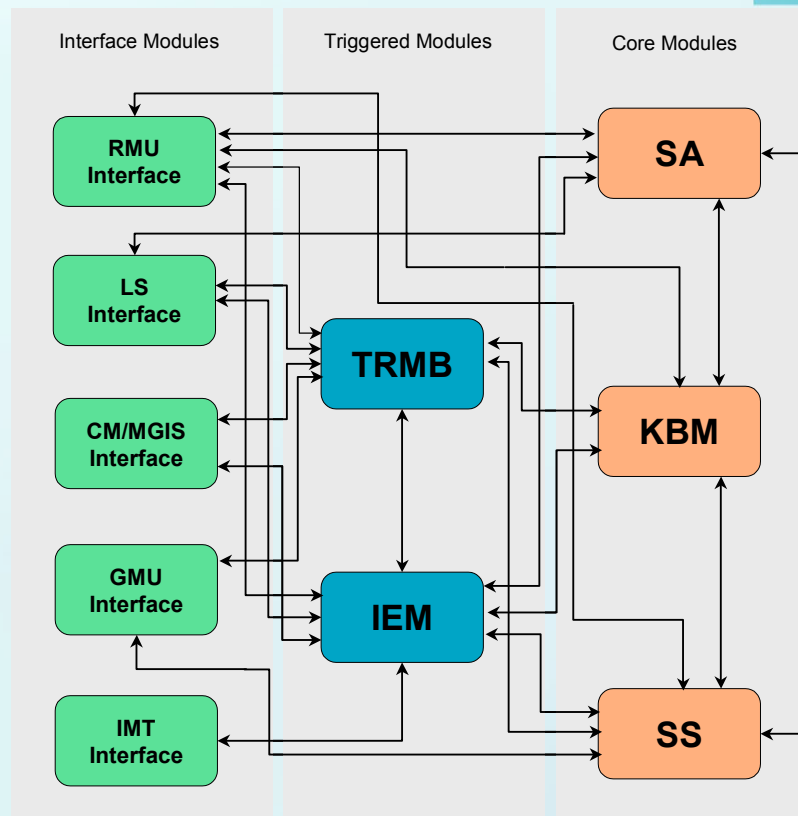 Interface Modules
Triggered Modules
Core Modules
RMU
Interface
SA
LS
Interface
TRMB
CM/MGIS
Interface
KBM
GMU
Interface
IEM
IMT
Interface
SS